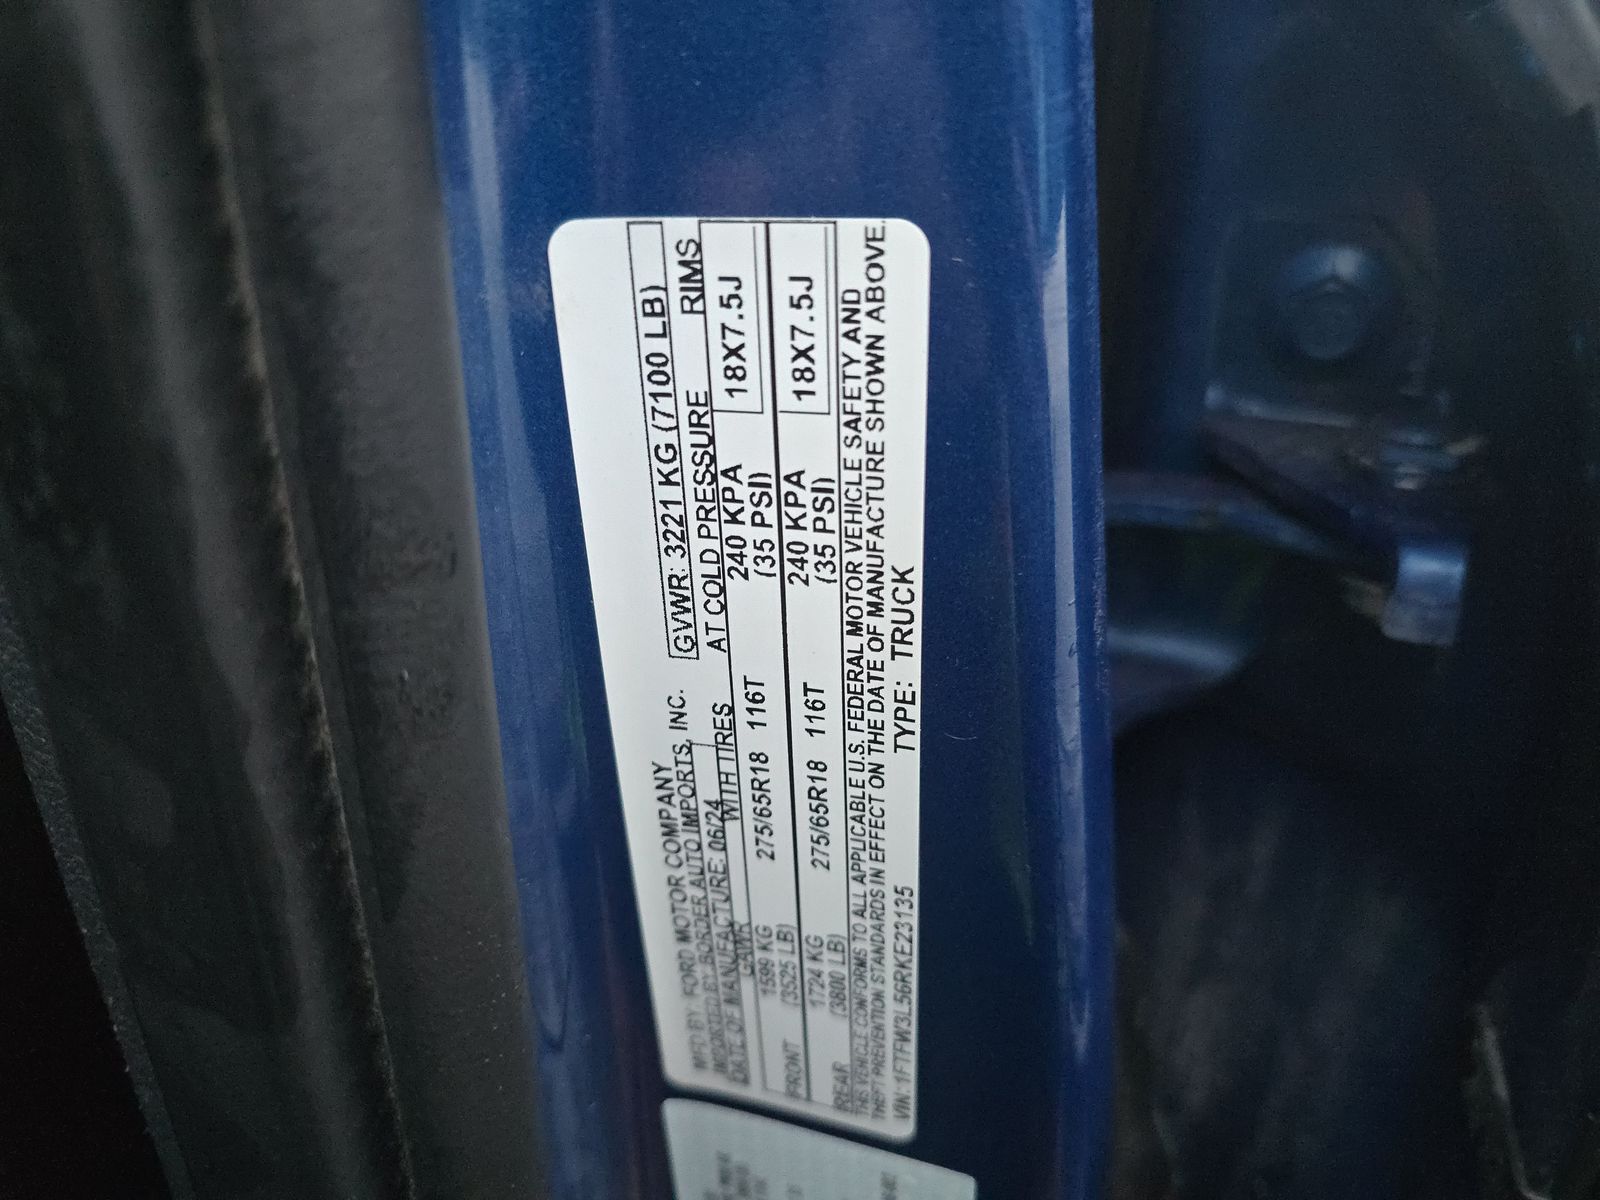 MFD BY: FORD MOTOR COMPANY
IMPORTED BY: BORDER AUTO IMPORTS, INC.
DATE OF MANUFACTURE: 06/24
GVWR: 3221 KG (7100 LB)
GAWR WITH TIRES AT COLD PRESSURE RIMS
FRONT 1599 KG 275/65R18 116T 240 KPA 18X7.5J
(3525 LB) (35 PSI)
REAR 1724 KG 275/65R18 116T 240 KPA 18X7.5J
(3800 LB) (35 PSI)
THIS VEHICLE CONFORMS TO ALL APPLICABLE U.S. FEDERAL MOTOR VEHICLE SAFETY AND
THEFT PREVENTION STANDARDS IN EFFECT ON THE DATE OF MANUFACTURE SHOWN ABOVE.
VIN: 1FTFW3L56RKE23135 TYPE: TRUCK